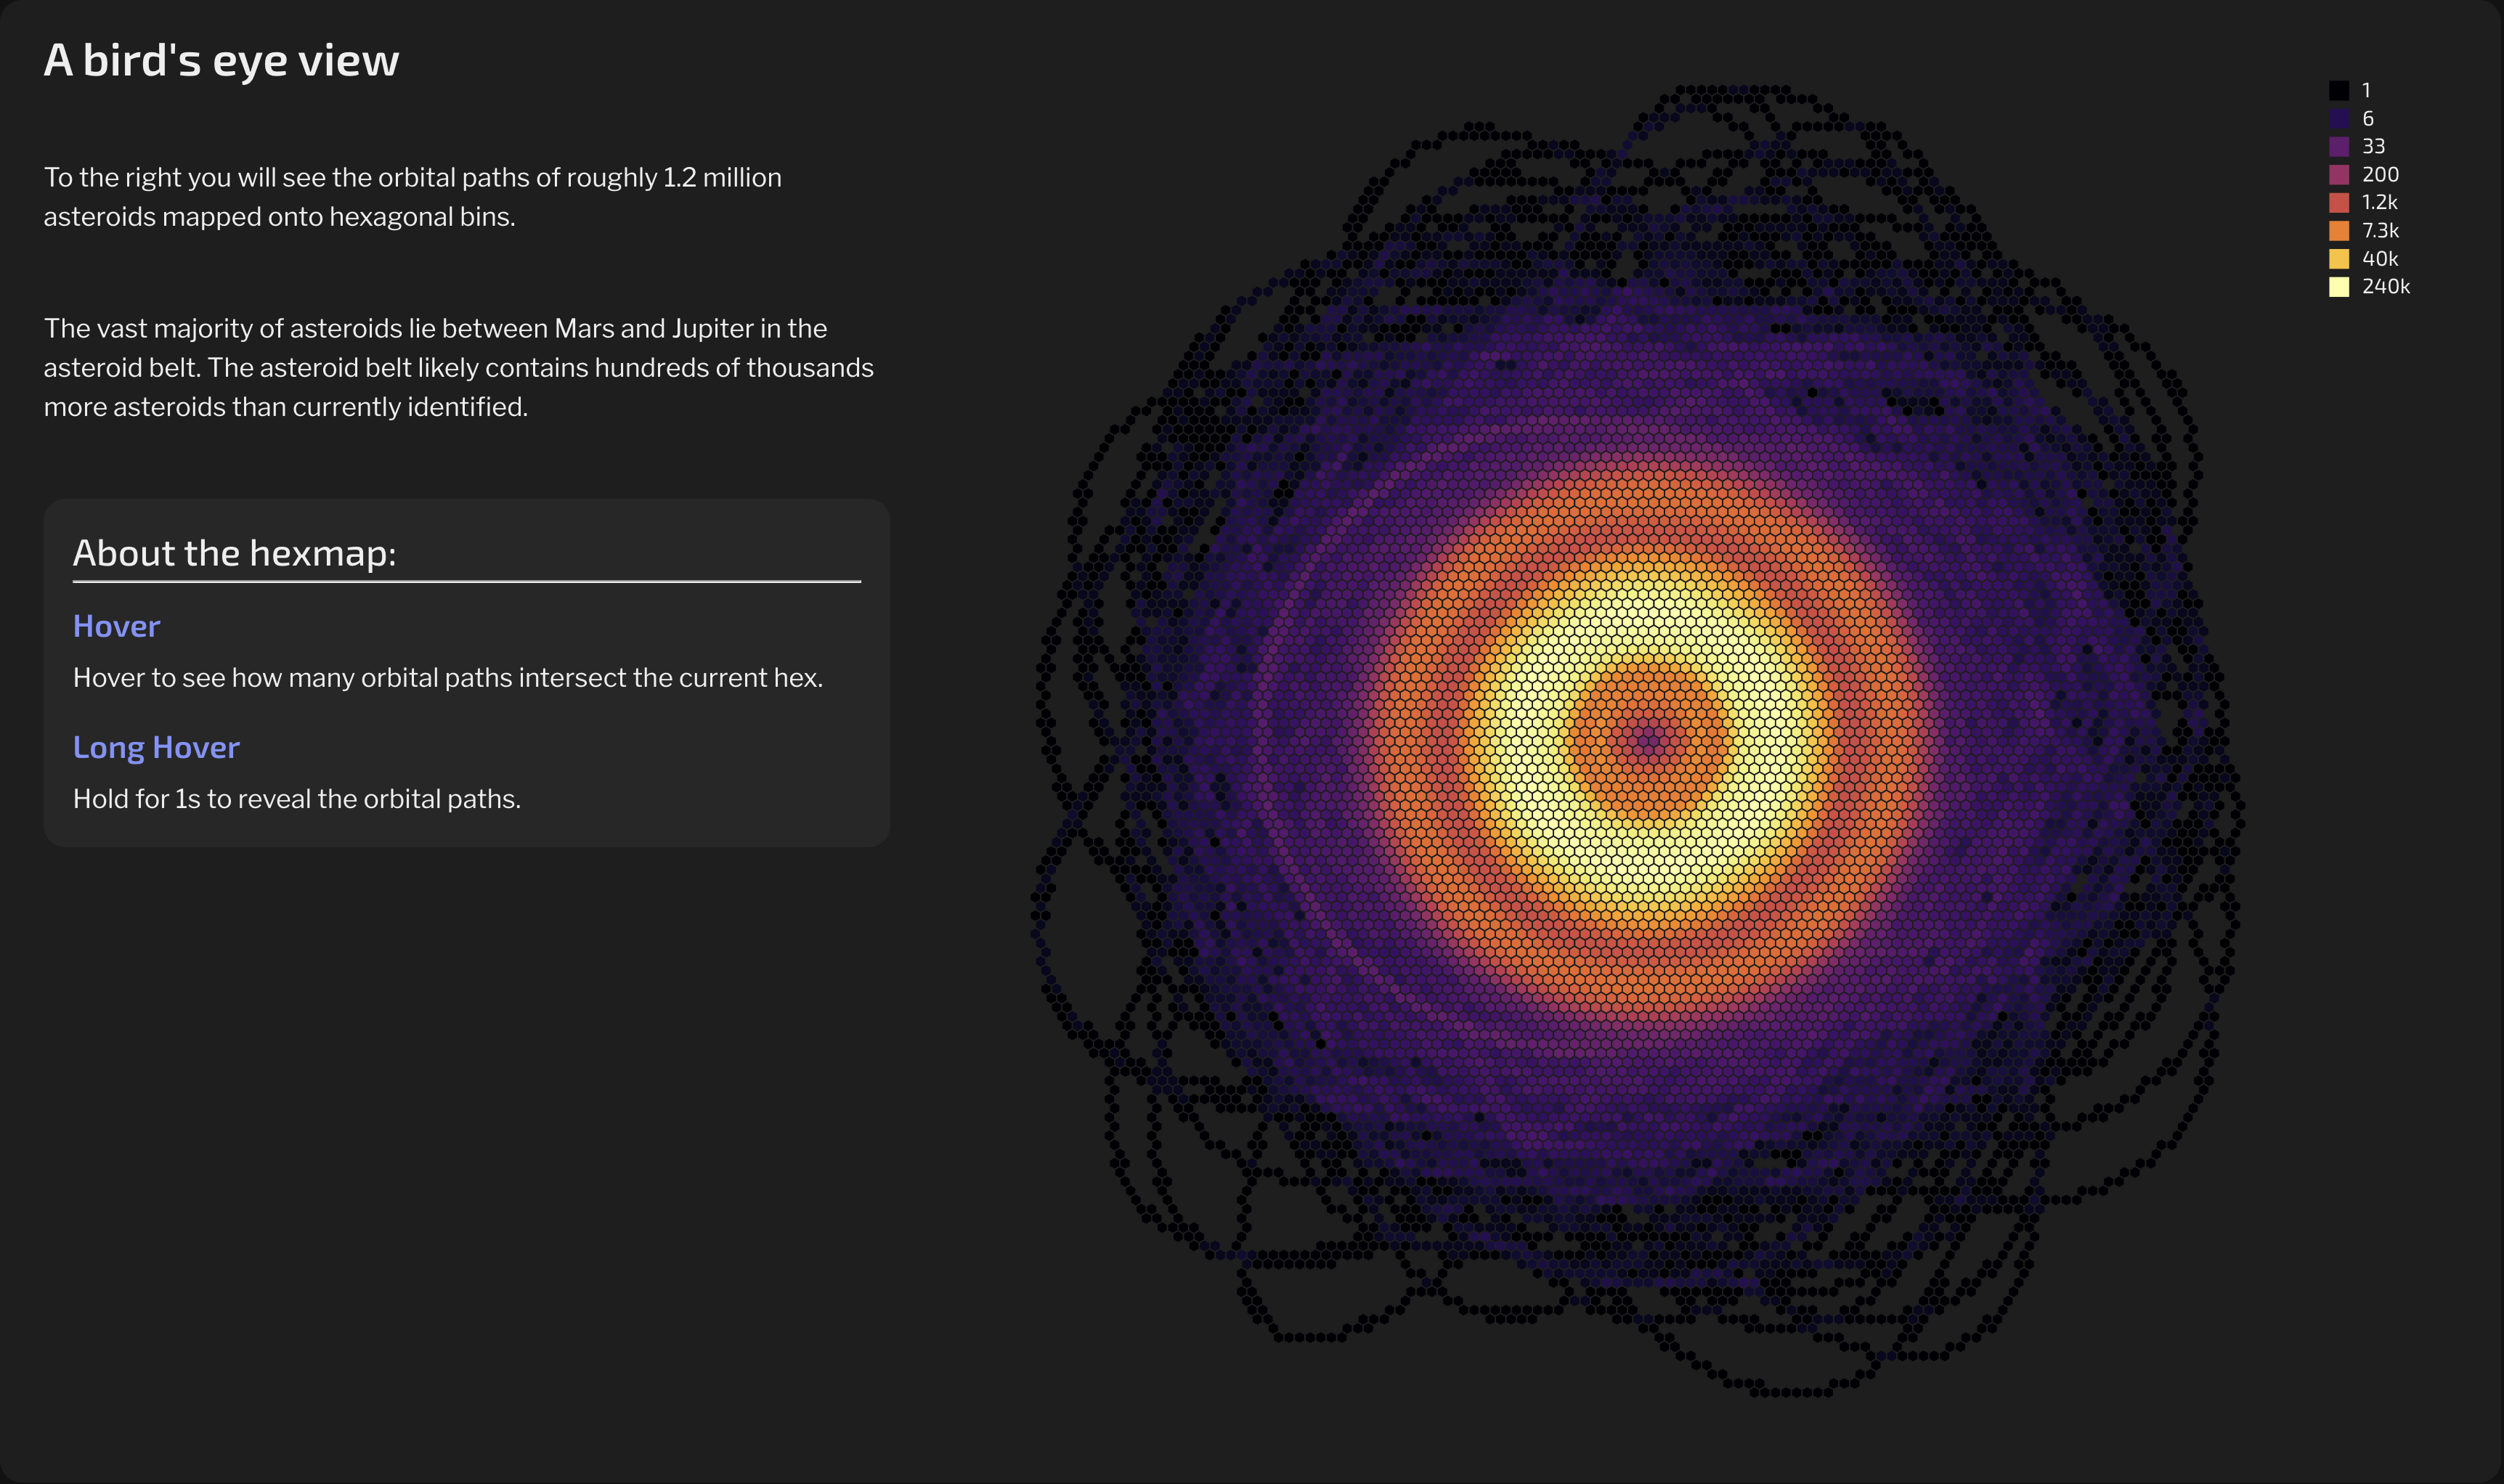 A bird's eye view
To the right you will see the orbital paths of roughly 1.2 million
asteroids mapped onto hexagonal bins.
The vast majority of asteroids lie between Mars and Jupiter in the
asteroid belt. The asteroid belt likely contains hundreds of thousands
more asteroids than currently identified.
About the hexmap:
Hover
Hover to see how many orbital paths intersect the current hex.
Long Hover
Hold for 1s to reveal the orbital paths.
1
6
33
200
1.2k
7.3k
40k
240k